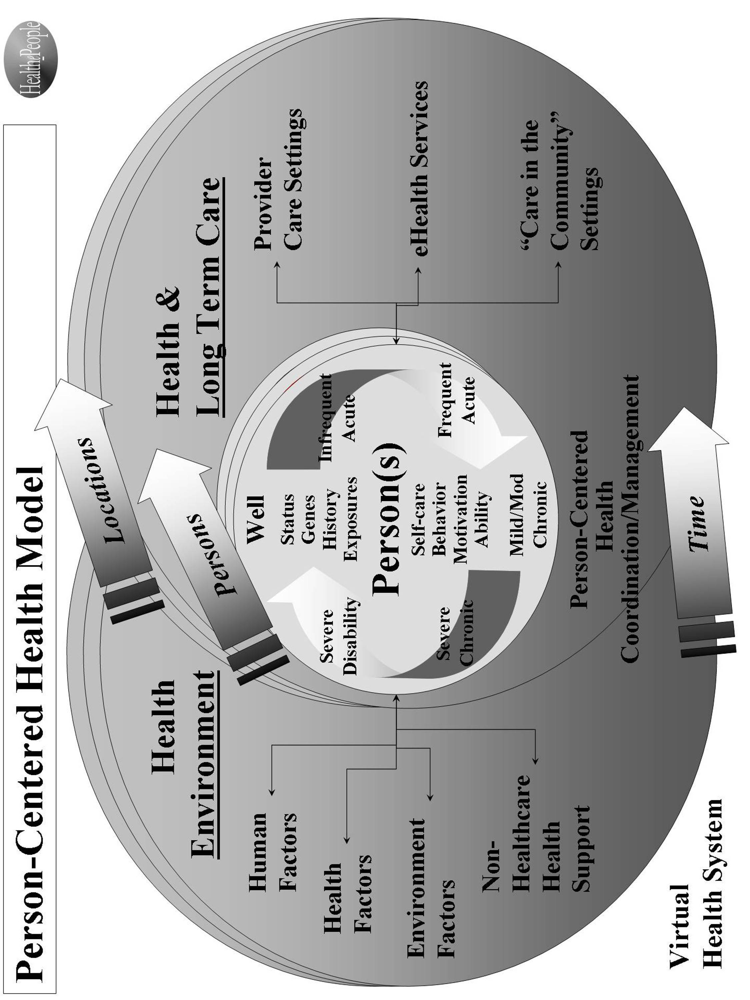 Person-Centered Health Model
HealthePeople
Locations
Persons
Time
Health
Environment
Human
Factors
Health
Factors
Environment
Factors
Non-
Healthcare
Health
Support
Health &
Long Term Care
Provider
Care Settings
eHealth Services
“Care in the
Community”
Settings
Well
Status
Genes
History
Exposures
Person(s)
Self-care
Behavior
Motivation
Ability
Mild/Mod
Chronic
Infrequent
Acute
Frequent
Acute
Severe
Disability
Severe
Chronic
Person-Centered
Health
Coordination/Management
Virtual
Health System